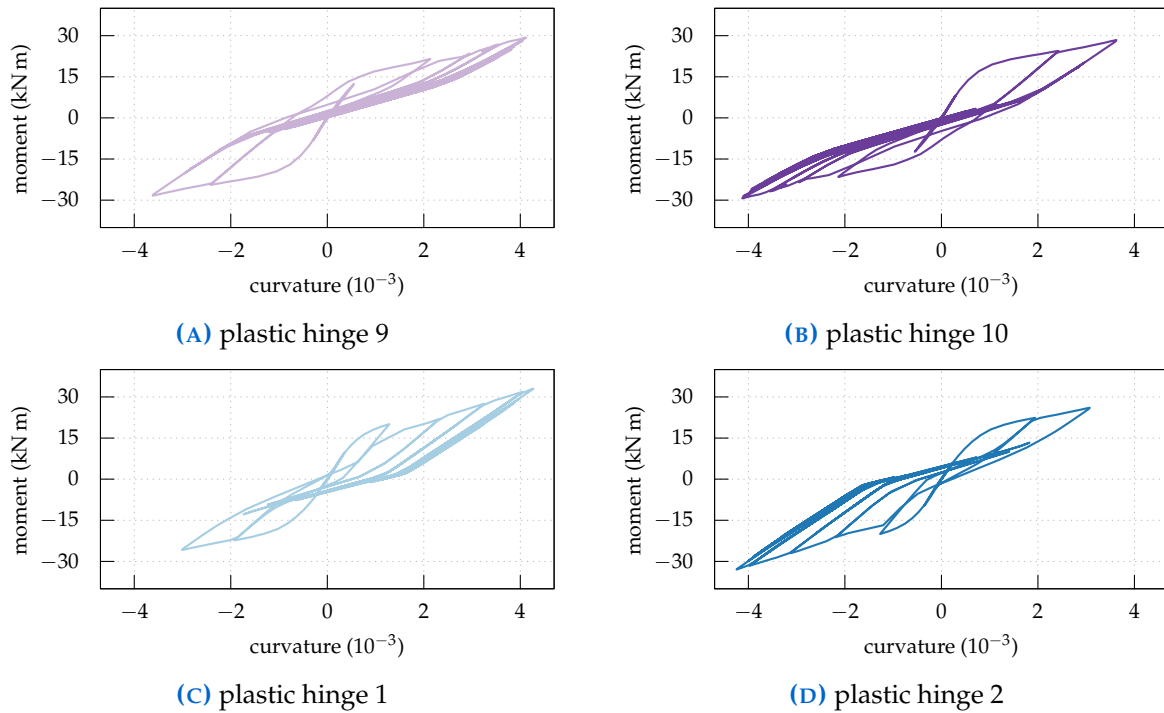 30
15
0
−15
−30
moment (kN m)
−4 −2 0 2 4
curvature (10⁻³)
(A) plastic hinge 9
30
15
0
−15
−30
moment (kN m)
−4 −2 0 2 4
curvature (10⁻³)
(B) plastic hinge 10
30
15
0
−15
−30
moment (kN m)
−4 −2 0 2 4
curvature (10⁻³)
(C) plastic hinge 1
30
15
0
−15
−30
moment (kN m)
−4 −2 0 2 4
curvature (10⁻³)
(D) plastic hinge 2